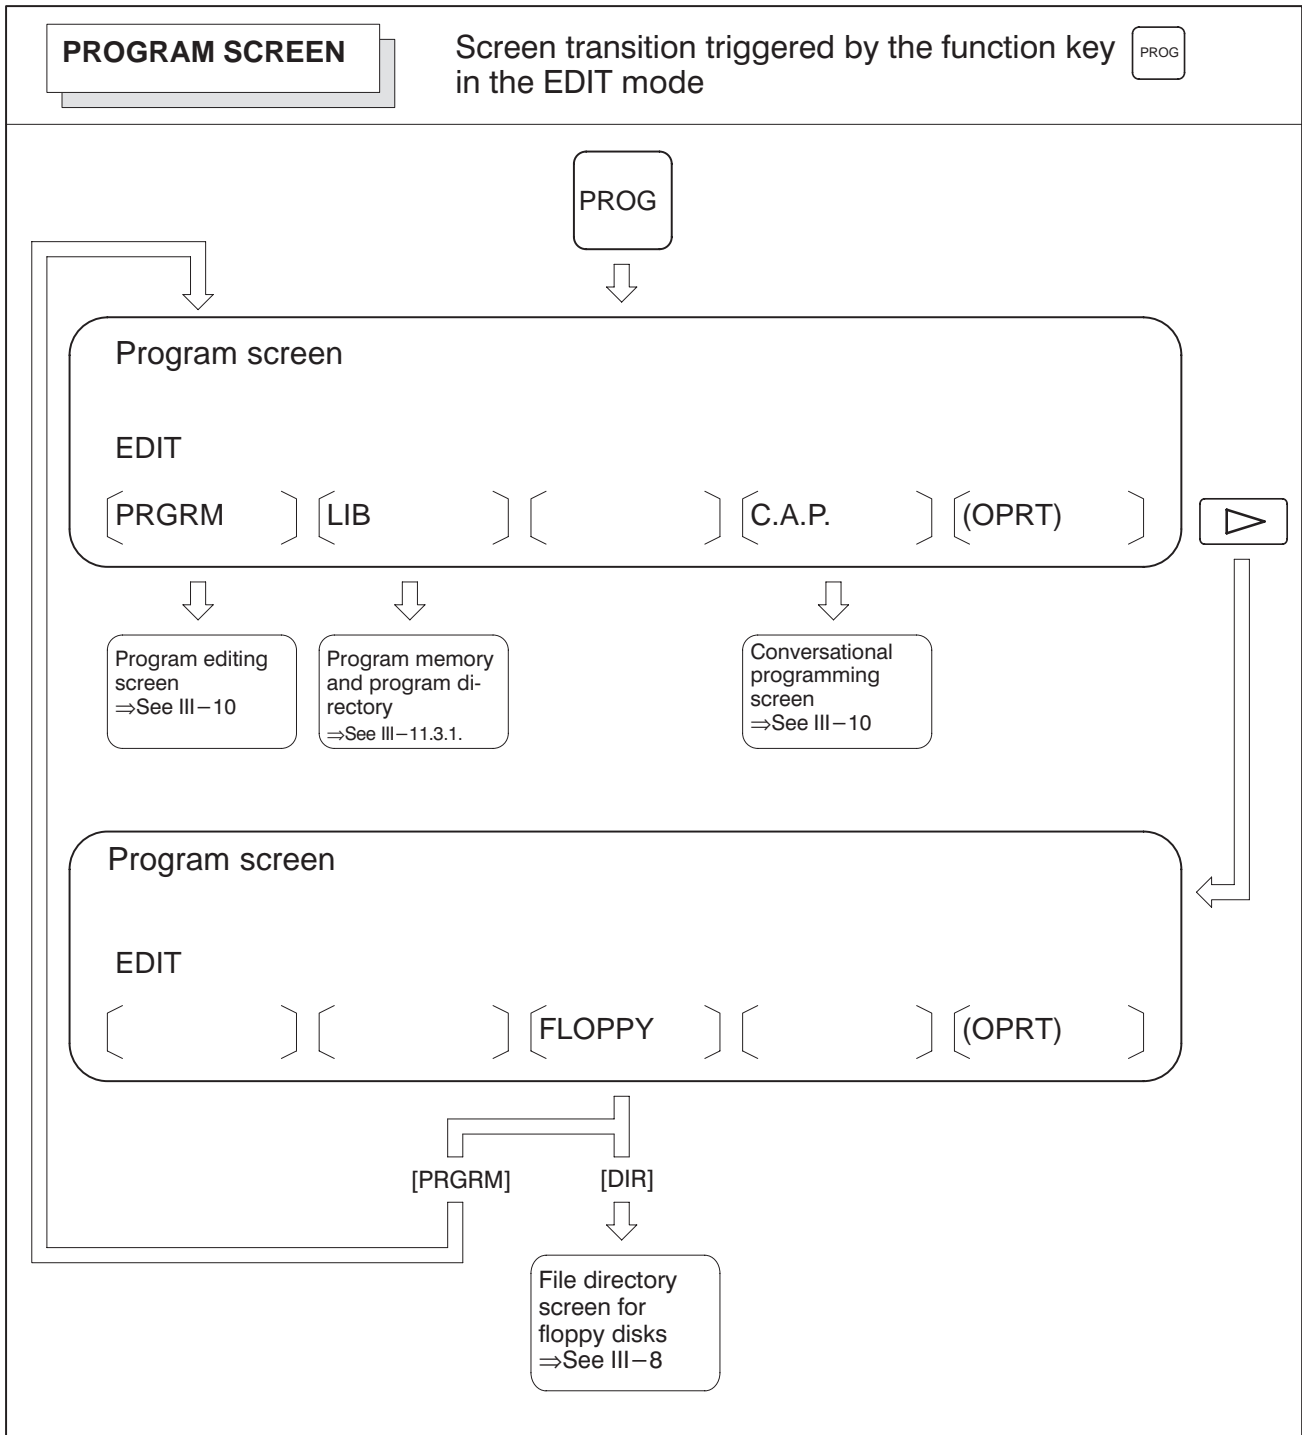 PROGRAM SCREEN
Screen transition triggered by the function key PROG
in the EDIT mode
PROG
Program screen
EDIT
PRGRM LIB C.A.P. (OPRT)
Program editing
screen
⇒See III−10
Program memory
and program di-
rectory
⇒See III−11.3.1.
Conversational
programming
screen
⇒See III−10
Program screen
EDIT
FLOPPY (OPRT)
[PRGRM] [DIR]
File directory
screen for
floppy disks
⇒See III−8